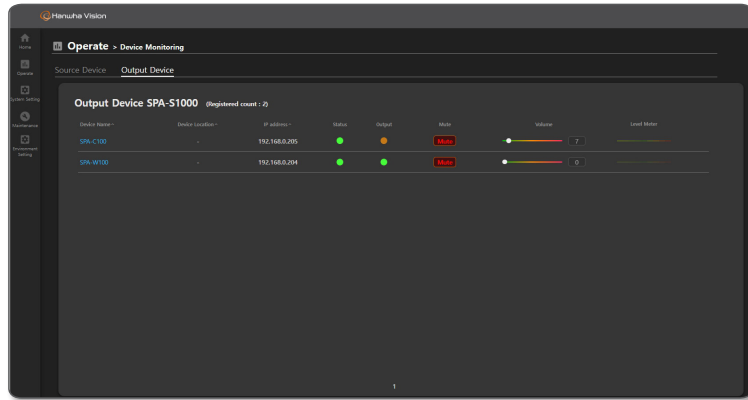 Hanwha Vision
Home
Operate
System Setting
Maintenance
Environment
Setting
Operate > Device Monitoring
Source Device Output Device
Output Device SPA-S1000 (Registered count : 2)
Device Name Device Location IP address Status Output Mute Volume Level Meter
SPA-C100 - 192.168.0.205 Mute 7
SPA-W100 - 192.168.0.204 Mute 0
1